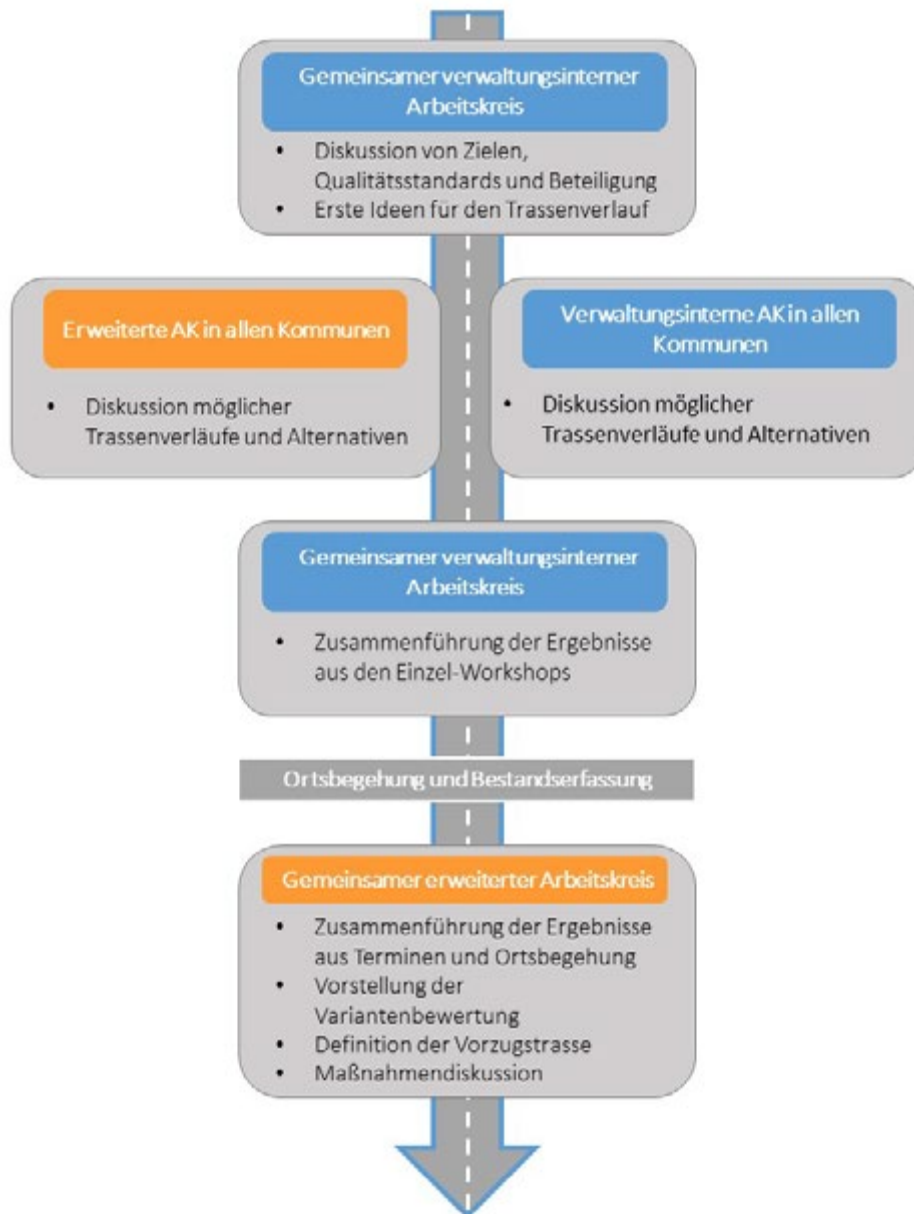 Gemeinsamer verwaltungsinterner
Arbeitskreis
• Diskussion von Zielen,
Qualitätsstandards und Beteiligung
• Erste Ideen für den Trassenverlauf
Erweiterte AK in allen Kommunen
• Diskussion möglicher
Trassenverläufe und Alternativen
Verwaltungsinterne AK in allen
Kommunen
• Diskussion möglicher
Trassenverläufe und Alternativen
Gemeinsamer verwaltungsinterner
Arbeitskreis
• Zusammenführung der Ergebnisse
aus den Einzel-Workshops
Ortsbegehung und Bestandserfassung
Gemeinsamer erweiterter Arbeitskreis
• Zusammenführung der Ergebnisse
aus Terminen und Ortsbegehung
• Vorstellung der
Variantenbewertung
• Definition der Vorzugstrasse
• Maßnahmendiskussion